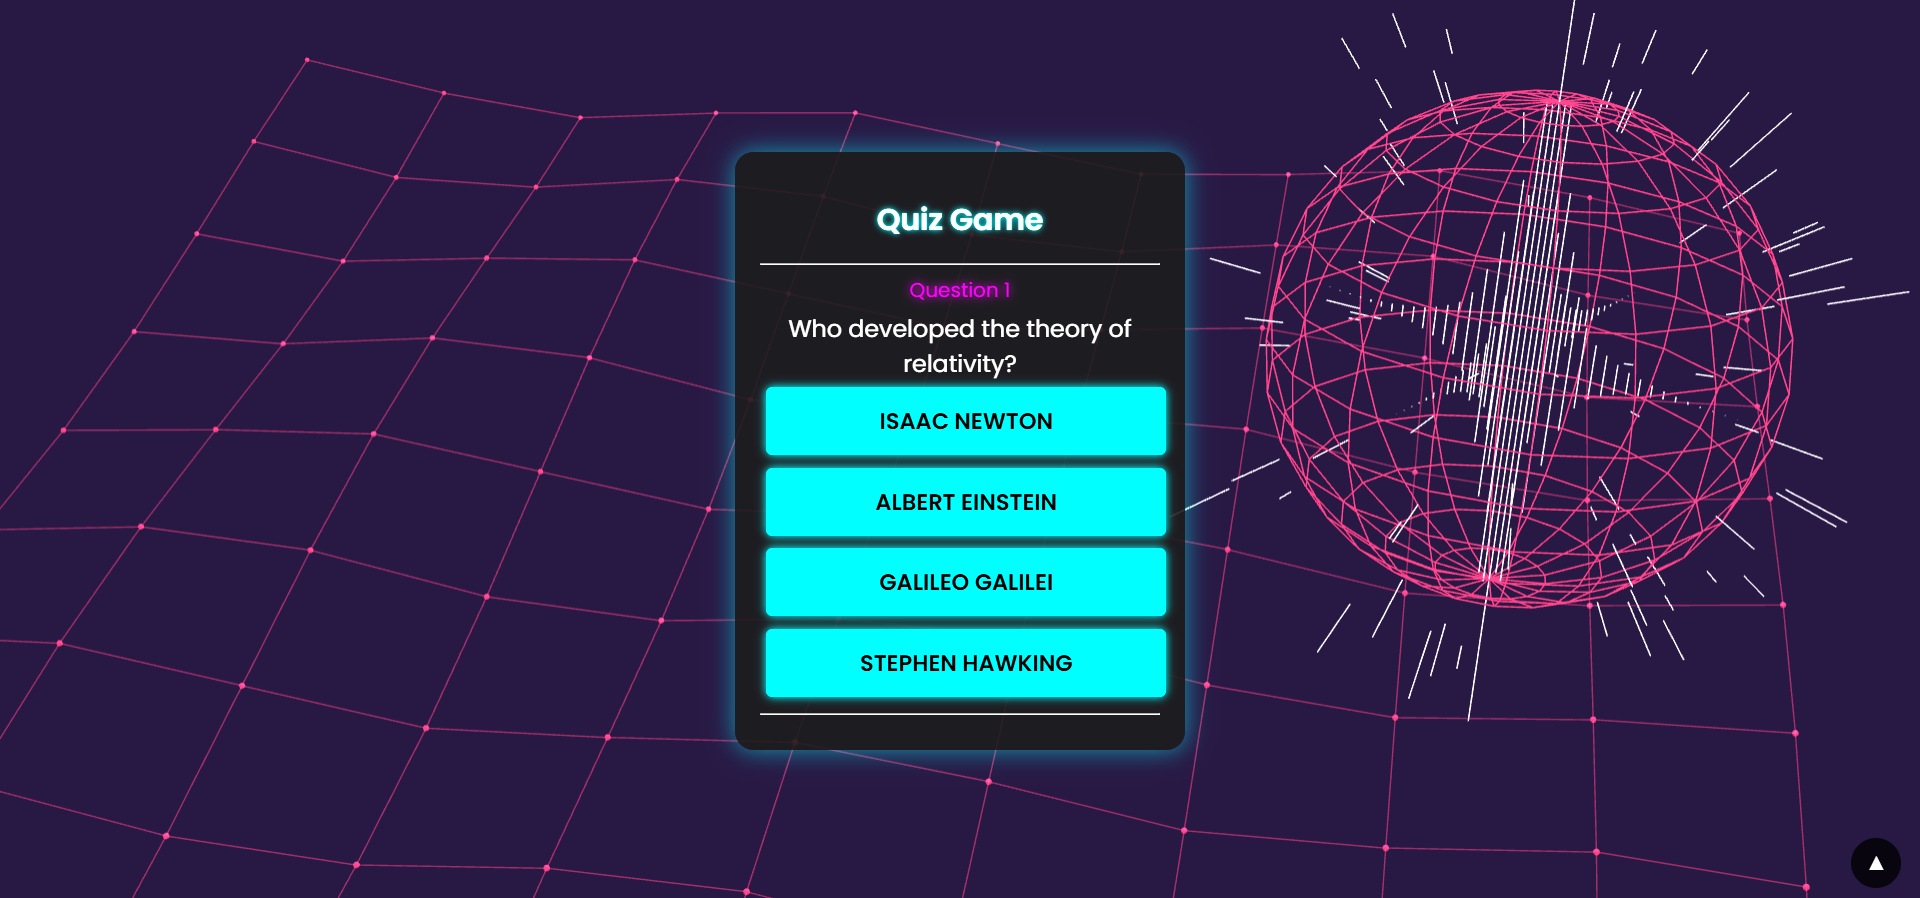 Quiz Game
Question 1
Who developed the theory of
relativity?
ISAAC NEWTON
ALBERT EINSTEIN
GALILEO GALILEI
STEPHEN HAWKING